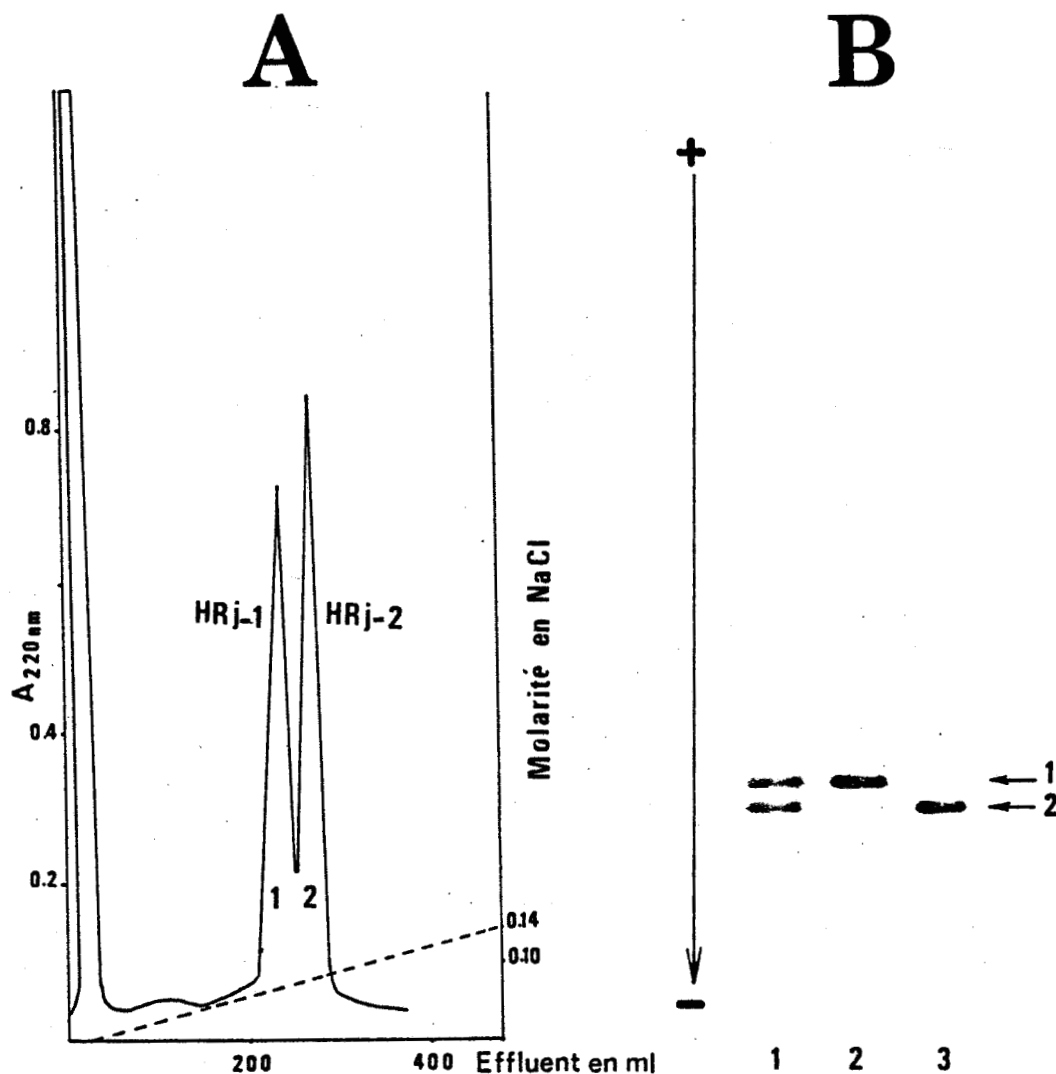 A
B
+
0.8
HRj-1
HRj-2
Molarité en NaCl
A220nm
0.4
1
2
0.2
1 2
0.14
0.10
−
200
400
Effluent en ml
1 2 3